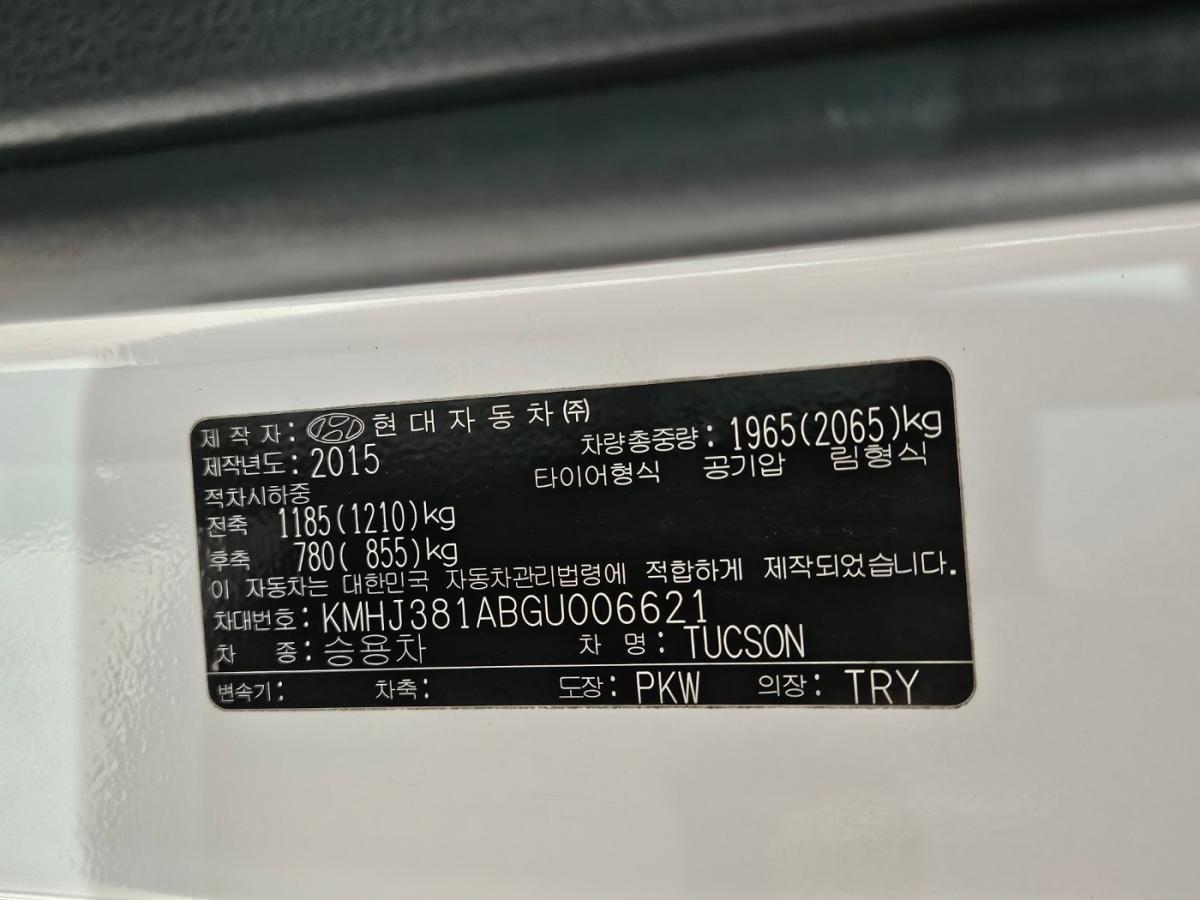 제 작 자: 현 대 자 동 차 ㈜
제작년도: 2015 차량총중량: 1965(2065)kg
적차시하중 타이어형식 공기압 림형식
전축 1185(1210)kg
후축 780( 855)kg
이 자동차는 대한민국 자동차관리법령에 적합하게 제작되었습니다.
차대번호: KMHJ381ABGU006621
차 종: 승용차 차 명: TUCSON
변속기: 차축: 도장: PKW 의장: TRY